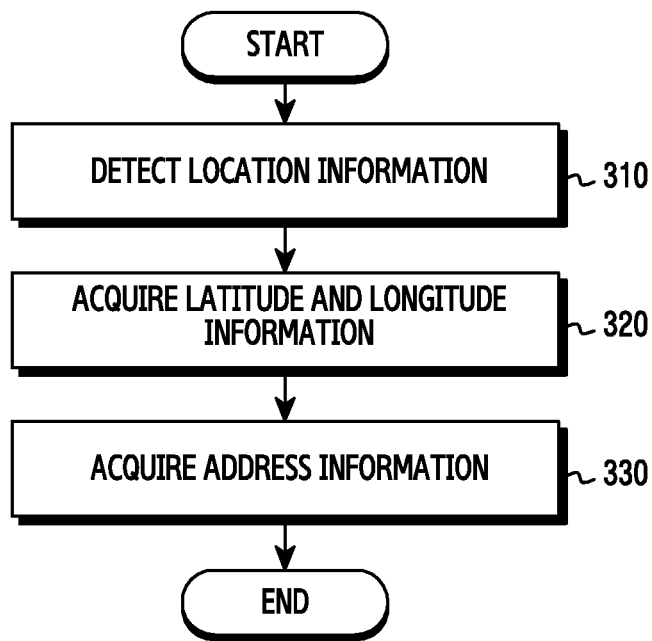 START
DETECT LOCATION INFORMATION
310
ACQUIRE LATITUDE AND LONGITUDE
INFORMATION
320
ACQUIRE ADDRESS INFORMATION
330
END